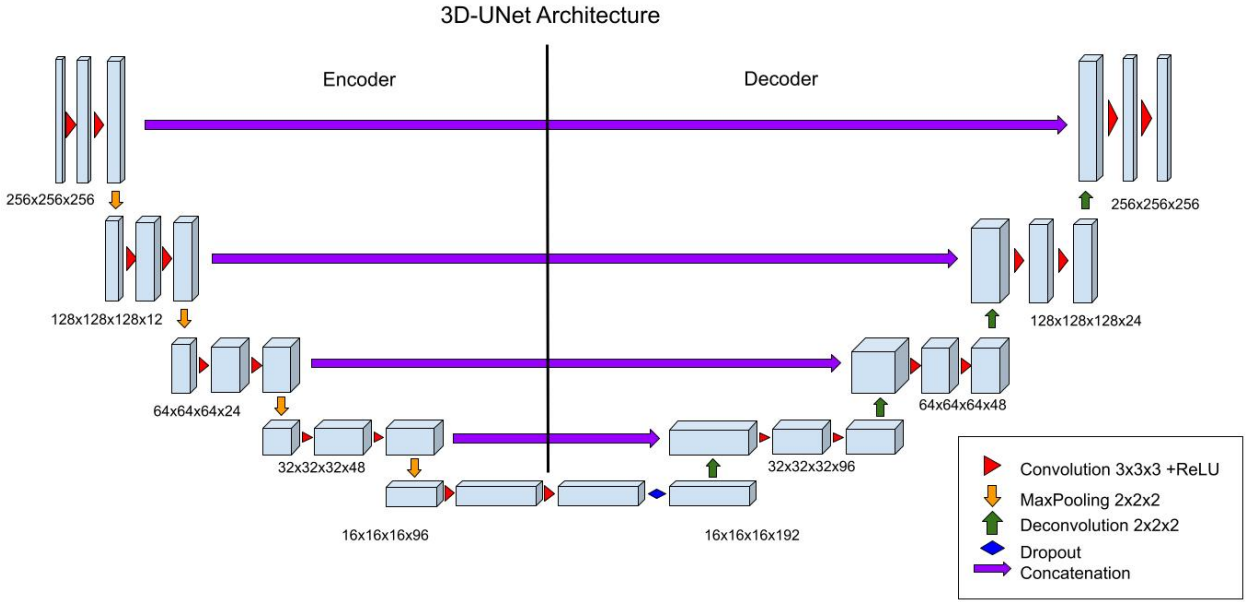 3D-UNet Architecture
Encoder
Decoder
256x256x256
256x256x256
128x128x128x12
128x128x128x24
64x64x64x24
64x64x64x48
32x32x32x48
32x32x32x96
16x16x16x96
16x16x16x192
Convolution 3x3x3 +ReLU
MaxPooling 2x2x2
Deconvolution 2x2x2
Dropout
Concatenation